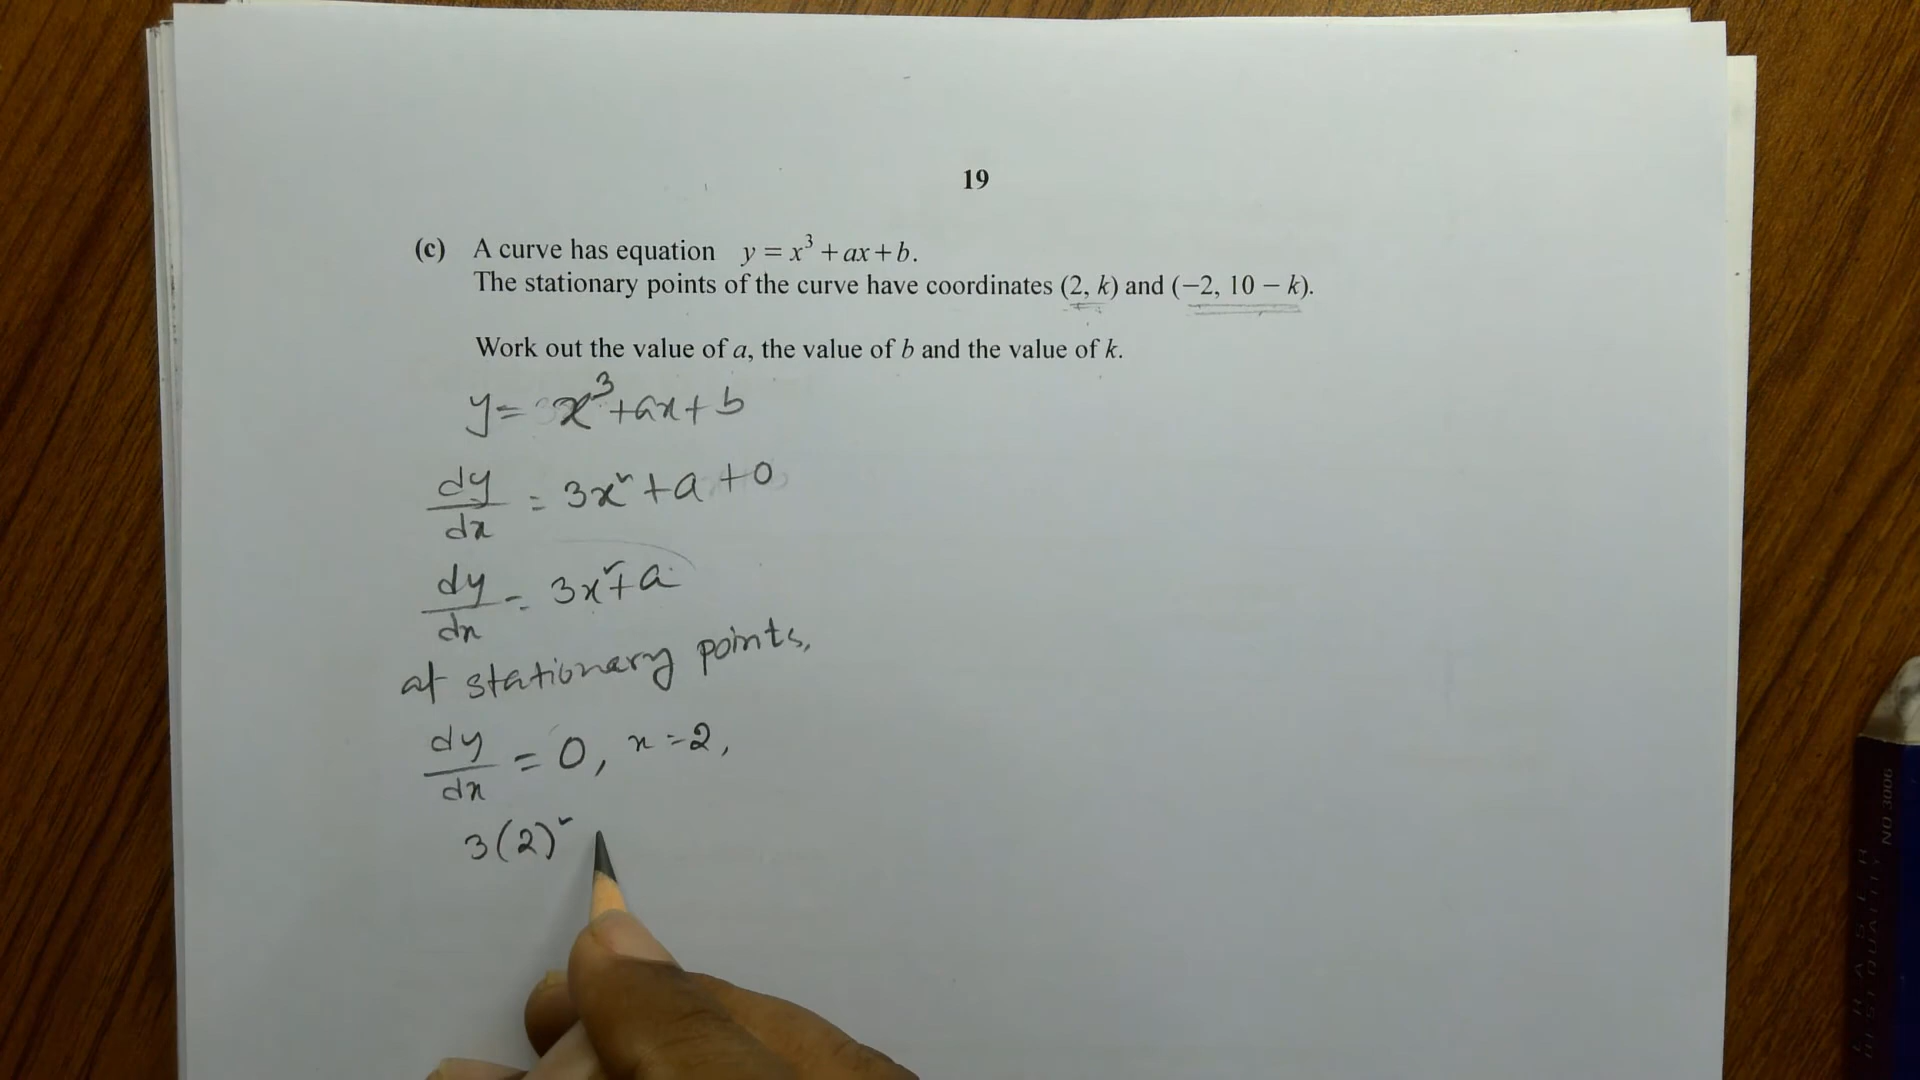 19
(c) A curve has equation y = x³ + ax + b.
The stationary points of the curve have coordinates (2, k) and (−2, 10 − k).
Work out the value of a, the value of b and the value of k.
y = x³ + ax + b
dy/dx = 3x² + a + 0
dy/dx = 3x² + a
at stationary points,
dy/dx = 0, x = 2,
3(2)²
NO 3006